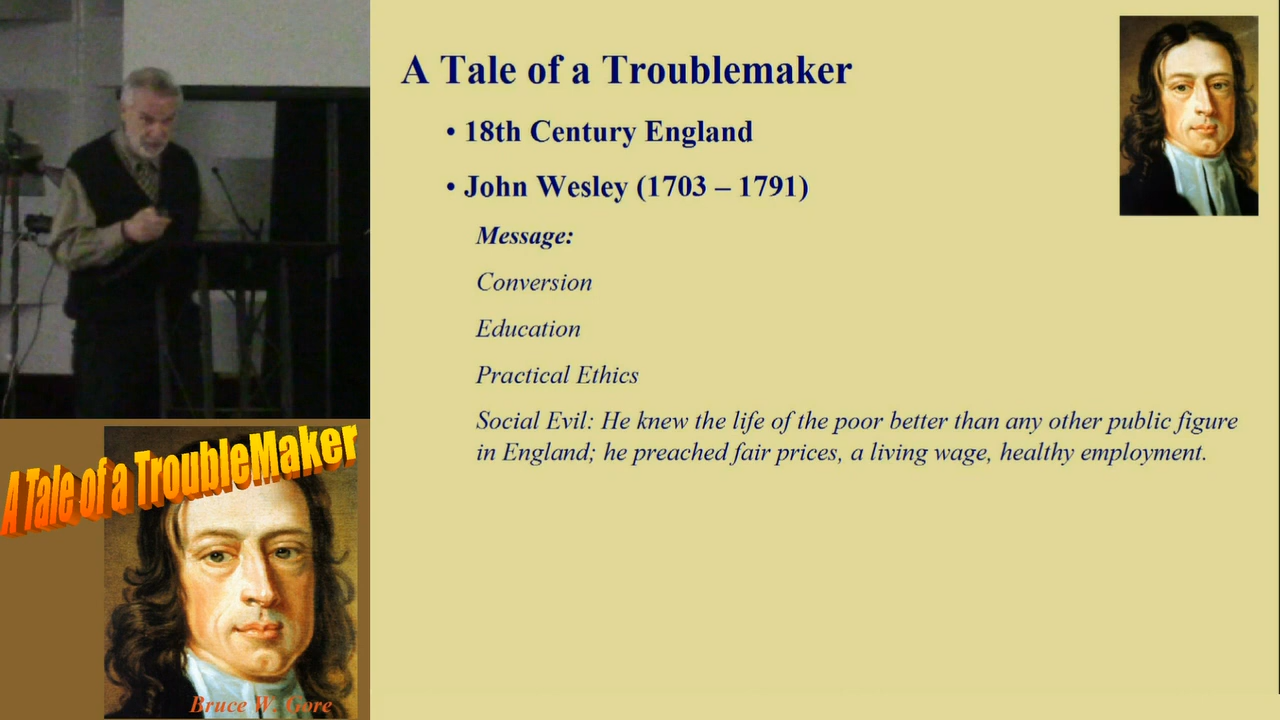 A Tale of a Troublemaker
• 18th Century England
• John Wesley (1703 – 1791)
Message:
Conversion
Education
Practical Ethics
Social Evil: He knew the life of the poor better than any other public figure
in England; he preached fair prices, a living wage, healthy employment.
A Tale of a TroubleMaker
Bruce W. Gore